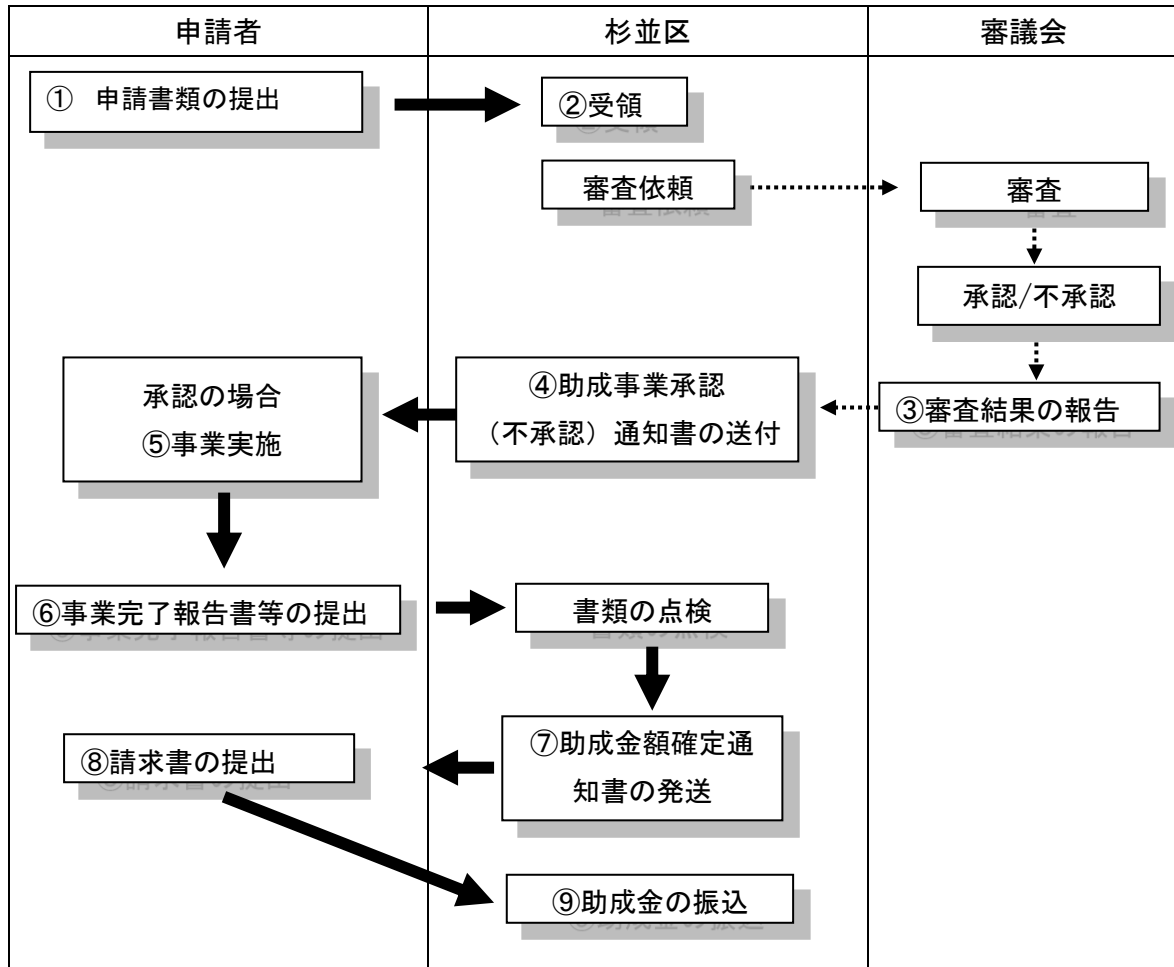 申請者
杉並区
審議会
① 申請書類の提出
②受領
審査依頼
審査
承認/不承認
③審査結果の報告
④助成事業承認
（不承認）通知書の送付
承認の場合
⑤事業実施
⑥事業完了報告書等の提出
書類の点検
⑦助成金額確定通
知書の発送
⑧請求書の提出
⑨助成金の振込